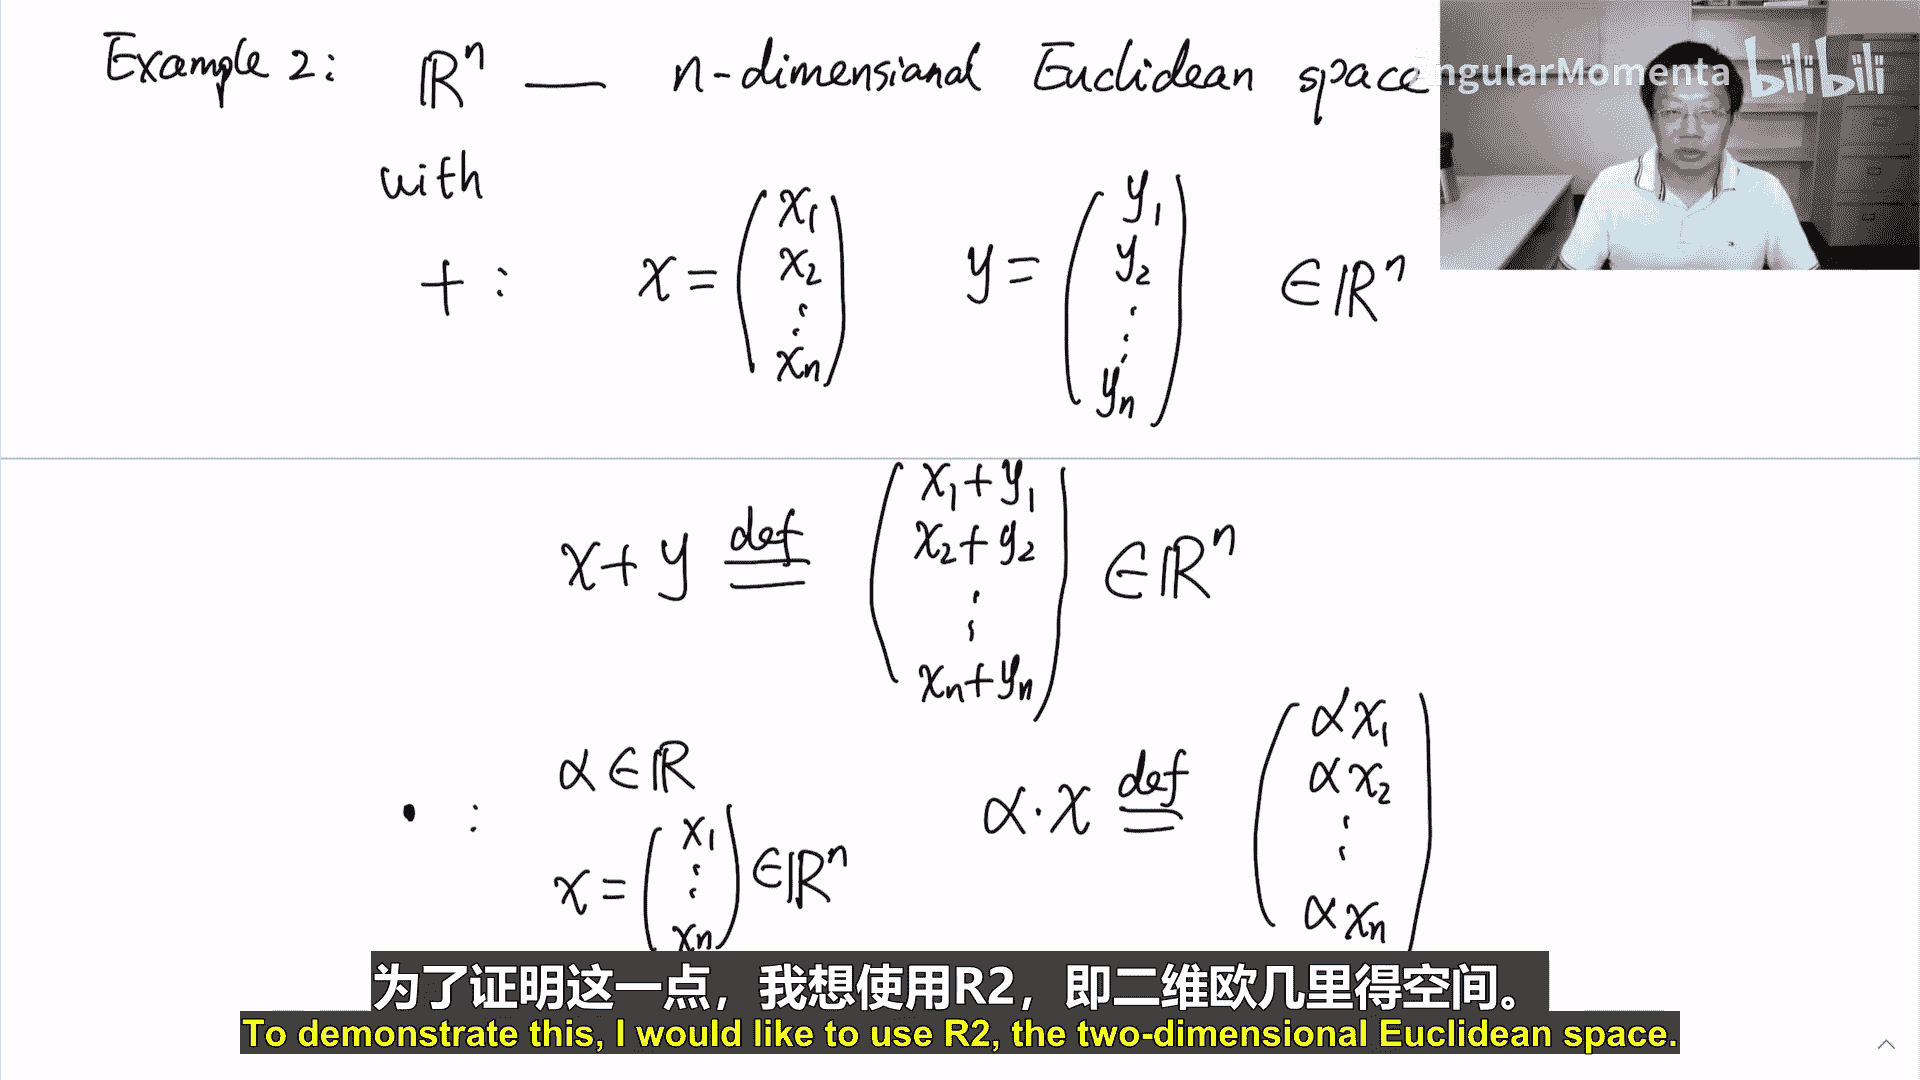 Example 2: ℝⁿ — n-dimensianal Euclidean space
ngularMomenta bilibili
with
+ : x = (x₁ x₂ ⋮ xₙ) y = (y₁ y₂ ⋮ yₙ) ∈ ℝⁿ
x + y def= (x₁+y₁ x₂+y₂ ⋮ xₙ+yₙ) ∈ ℝⁿ
• : α ∈ ℝ
x = (x₁ ⋮ xₙ) ∈ ℝⁿ α·x def= (αx₁ αx₂ ⋮ αxₙ)
为了证明这一点，我想使用R2，即二维欧几里得空间。
To demonstrate this, I would like to use R2, the two-dimensional Euclidean space.